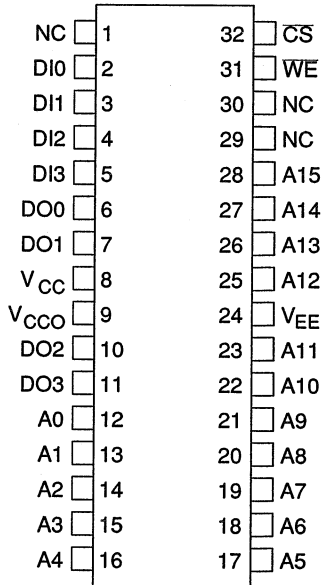 NC 1 32 C̅S̅
DI0 2 31 W̅E̅
DI1 3 30 NC
DI2 4 29 NC
DI3 5 28 A15
DO0 6 27 A14
DO1 7 26 A13
VCC 8 25 A12
VCCO 9 24 VEE
DO2 10 23 A11
DO3 11 22 A10
A0 12 21 A9
A1 13 20 A8
A2 14 19 A7
A3 15 18 A6
A4 16 17 A5